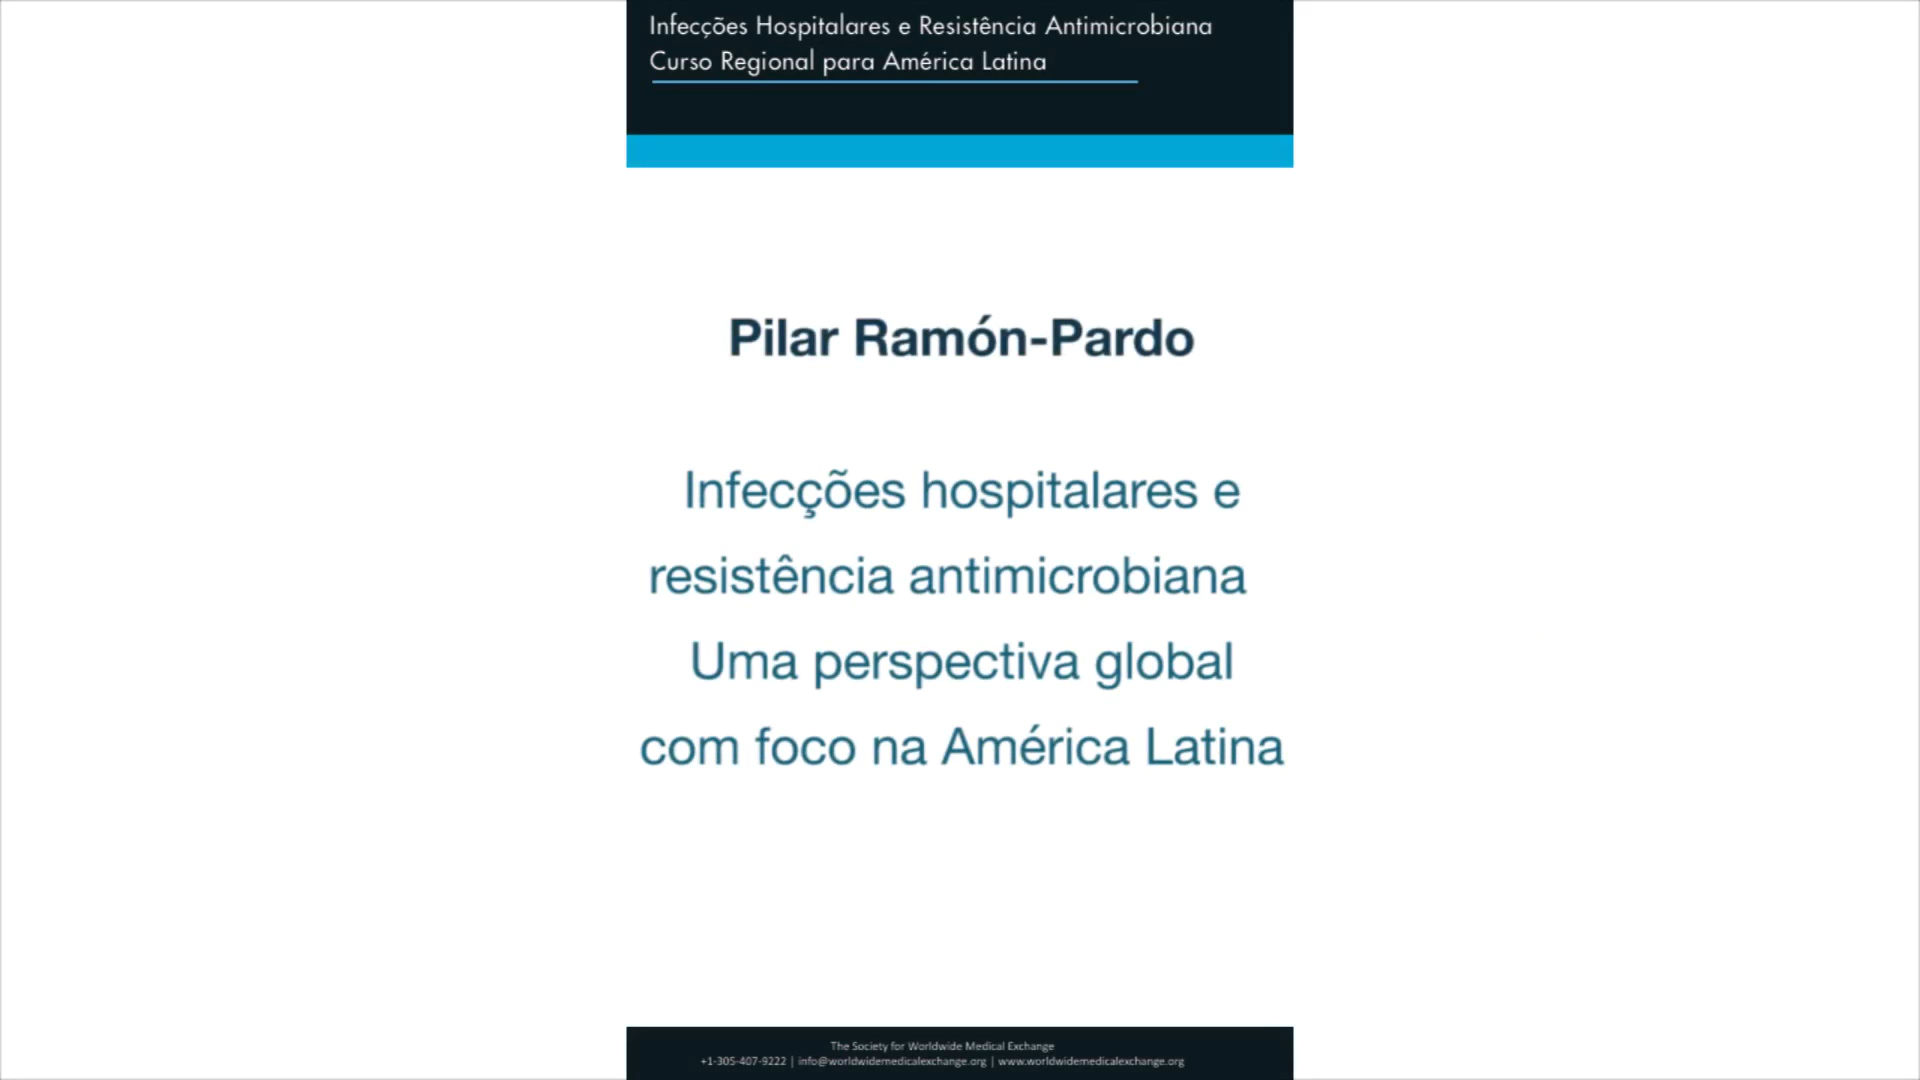 Infecções Hospitalares e Resistência Antimicrobiana
Curso Regional para América Latina
Pilar Ramón-Pardo
Infecções hospitalares e
resistência antimicrobiana
Uma perspectiva global
com foco na América Latina
The Society for Worldwide Medical Exchange
+1-305-407-9222 | info@worldwidemedicalexchange.org | www.worldwidemedicalexchange.org